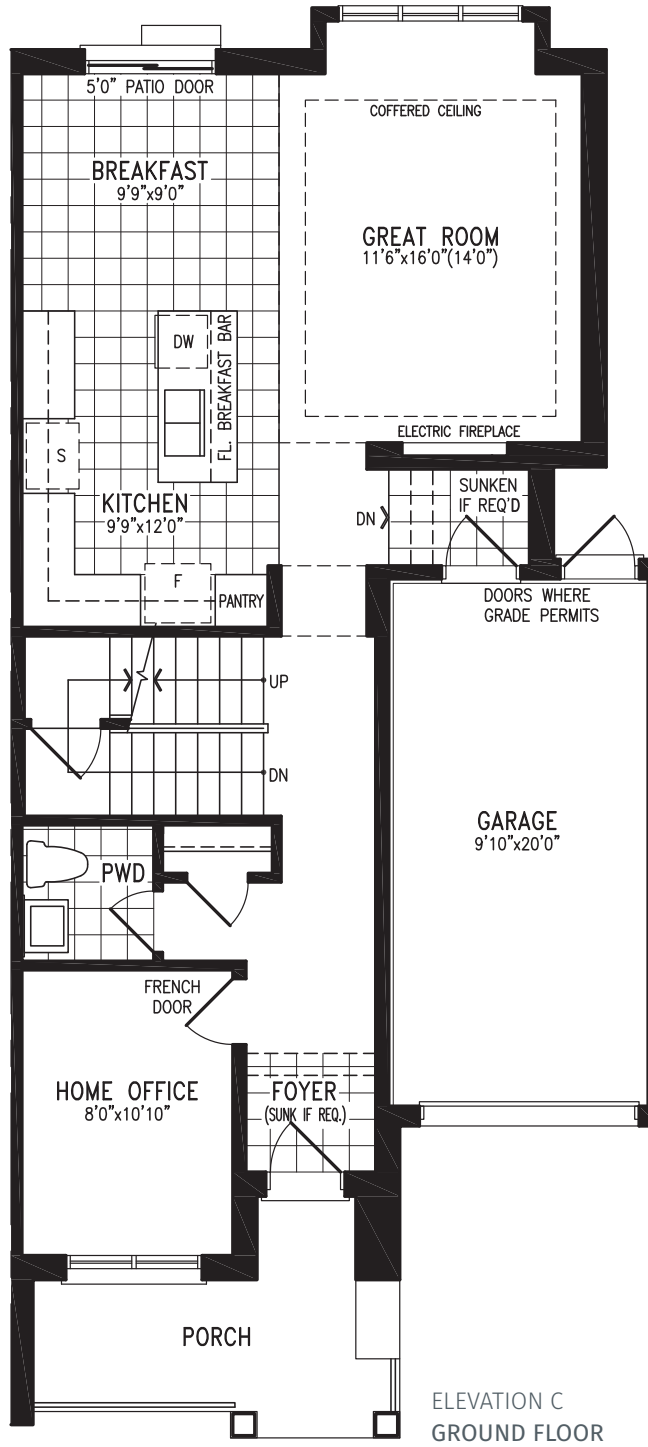 5'0" PATIO DOOR
COFFERED CEILING
BREAKFAST
9'9"x9'0"
GREAT ROOM
11'6"x16'0"(14'0")
DW
FL. BREAKFAST BAR
ELECTRIC FIREPLACE
S
SUNKEN
IF REQ'D
KITCHEN
9'9"x12'0"
DN
F
PANTRY
DOORS WHERE
GRADE PERMITS
UP
DN
GARAGE
9'10"x20'0"
PWD
FRENCH
DOOR
HOME OFFICE
8'0"x10'10"
FOYER
(SUNK IF REQ.)
PORCH
ELEVATION C
GROUND FLOOR